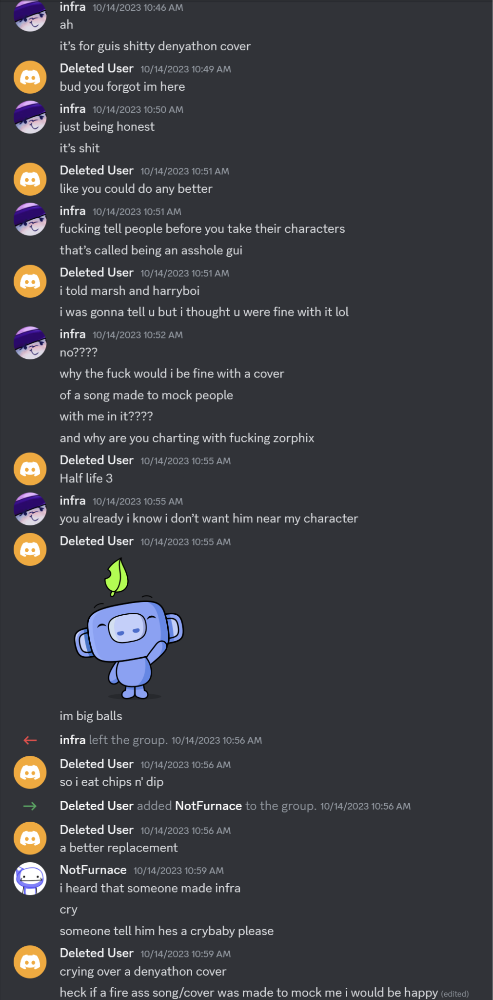 infra 10/14/2023 10:46 AM
ah
it’s for guis shitty denyathon cover
Deleted User 10/14/2023 10:49 AM
bud you forgot im here
infra 10/14/2023 10:50 AM
just being honest
it’s shit
Deleted User 10/14/2023 10:51 AM
like you could do any better
infra 10/14/2023 10:51 AM
fucking tell people before you take their characters
that’s called being an asshole gui
Deleted User 10/14/2023 10:51 AM
i told marsh and harryboi
i was gonna tell u but i thought u were fine with it lol
infra 10/14/2023 10:52 AM
no????
why the fuck would i be fine with a cover
of a song made to mock people
with me in it????
and why are you charting with fucking zorphix
Deleted User 10/14/2023 10:55 AM
Half life 3
infra 10/14/2023 10:55 AM
you already i know i don’t want him near my character
Deleted User 10/14/2023 10:55 AM
im big balls
infra left the group. 10/14/2023 10:56 AM
Deleted User 10/14/2023 10:56 AM
so i eat chips n' dip
Deleted User added NotFurnace to the group. 10/14/2023 10:56 AM
Deleted User 10/14/2023 10:56 AM
a better replacement
NotFurnace 10/14/2023 10:59 AM
i heard that someone made infra
cry
someone tell him hes a crybaby please
Deleted User 10/14/2023 10:59 AM
crying over a denyathon cover
heck if a fire ass song/cover was made to mock me i would be happy (edited)